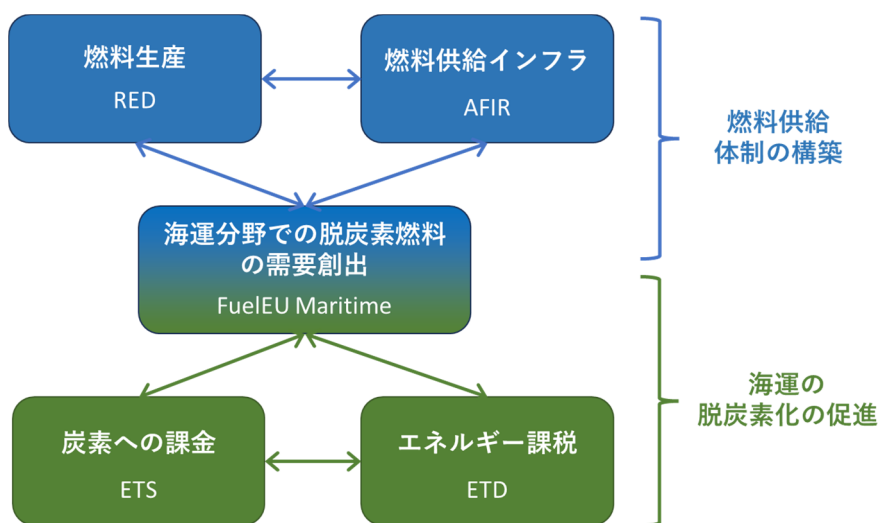 燃料生産
RED
燃料供給インフラ
AFIR
燃料供給
体制の構築
海運分野での脱炭素燃料
の需要創出
FuelEU Maritime
炭素への課金
ETS
エネルギー課税
ETD
海運の
脱炭素化の促進